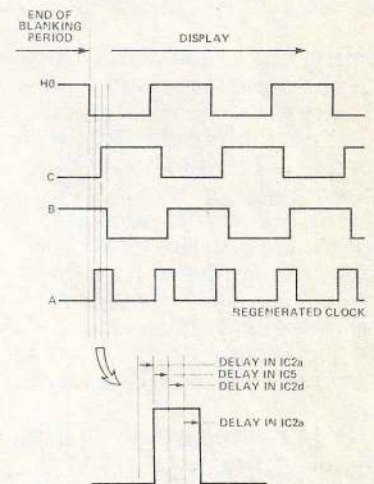 END OF
BLANKING
PERIOD
DISPLAY
H0
C
B
A
REGENERATED CLOCK
DELAY IN IC2a
DELAY IN IC5
DELAY IN IC2d
DELAY IN IC2a